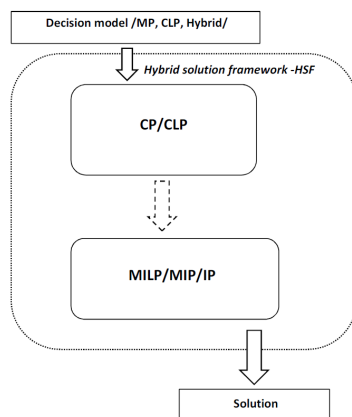 Decision model /MP, CLP, Hybrid/
Hybrid solution framework -HSF
CP/CLP
MILP/MIP/IP
Solution